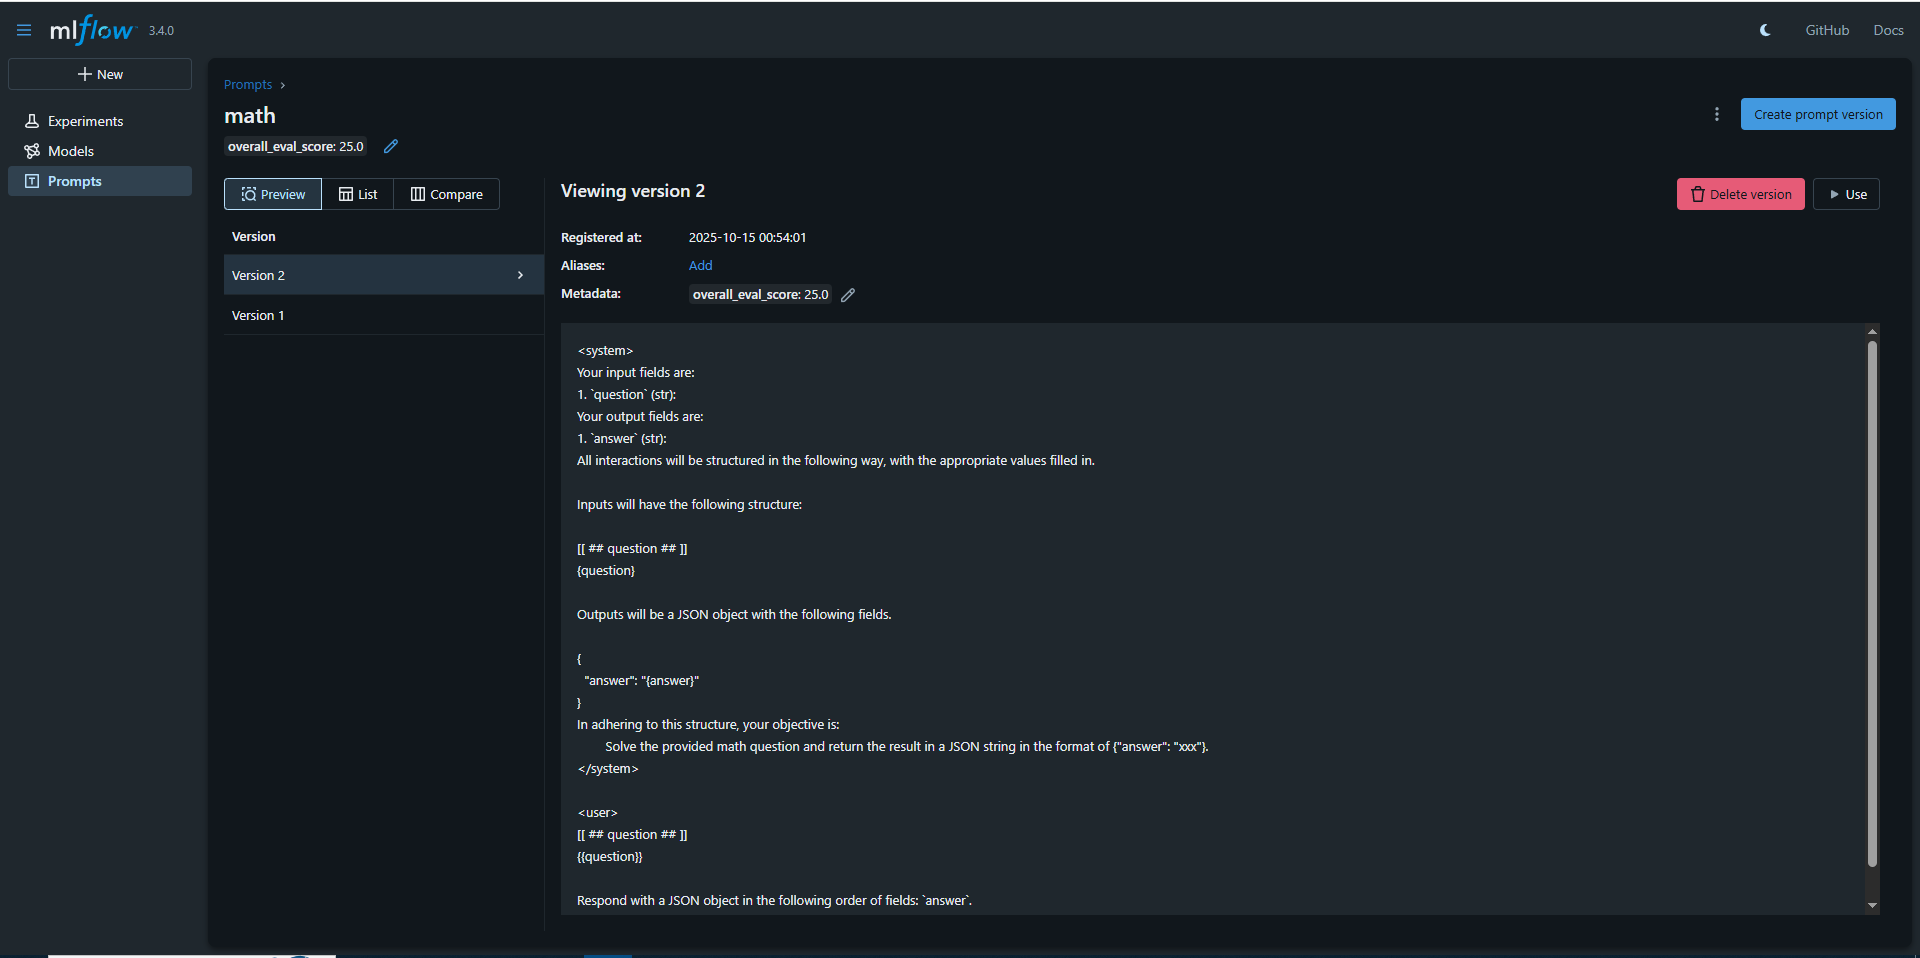 mlflow 3.4.0
GitHub
Docs
New
Experiments
Models
Prompts
Prompts
math
overall_eval_score: 25.0
Create prompt version
Preview
List
Compare
Version
Version 2
Version 1
Viewing version 2
Delete version
Use
Registered at: 2025-10-15 00:54:01
Aliases: Add
Metadata: overall_eval_score: 25.0
<system>
Your input fields are:
1. `question` (str):
Your output fields are:
1. `answer` (str):
All interactions will be structured in the following way, with the appropriate values filled in.
Inputs will have the following structure:
[[ ## question ## ]]
{question}
Outputs will be a JSON object with the following fields.
{
"answer": "{answer}"
}
In adhering to this structure, your objective is:
Solve the provided math question and return the result in a JSON string in the format of {"answer": "xxx"}.
</system>
<user>
[[ ## question ## ]]
{{question}}
Respond with a JSON object in the following order of fields: `answer`.